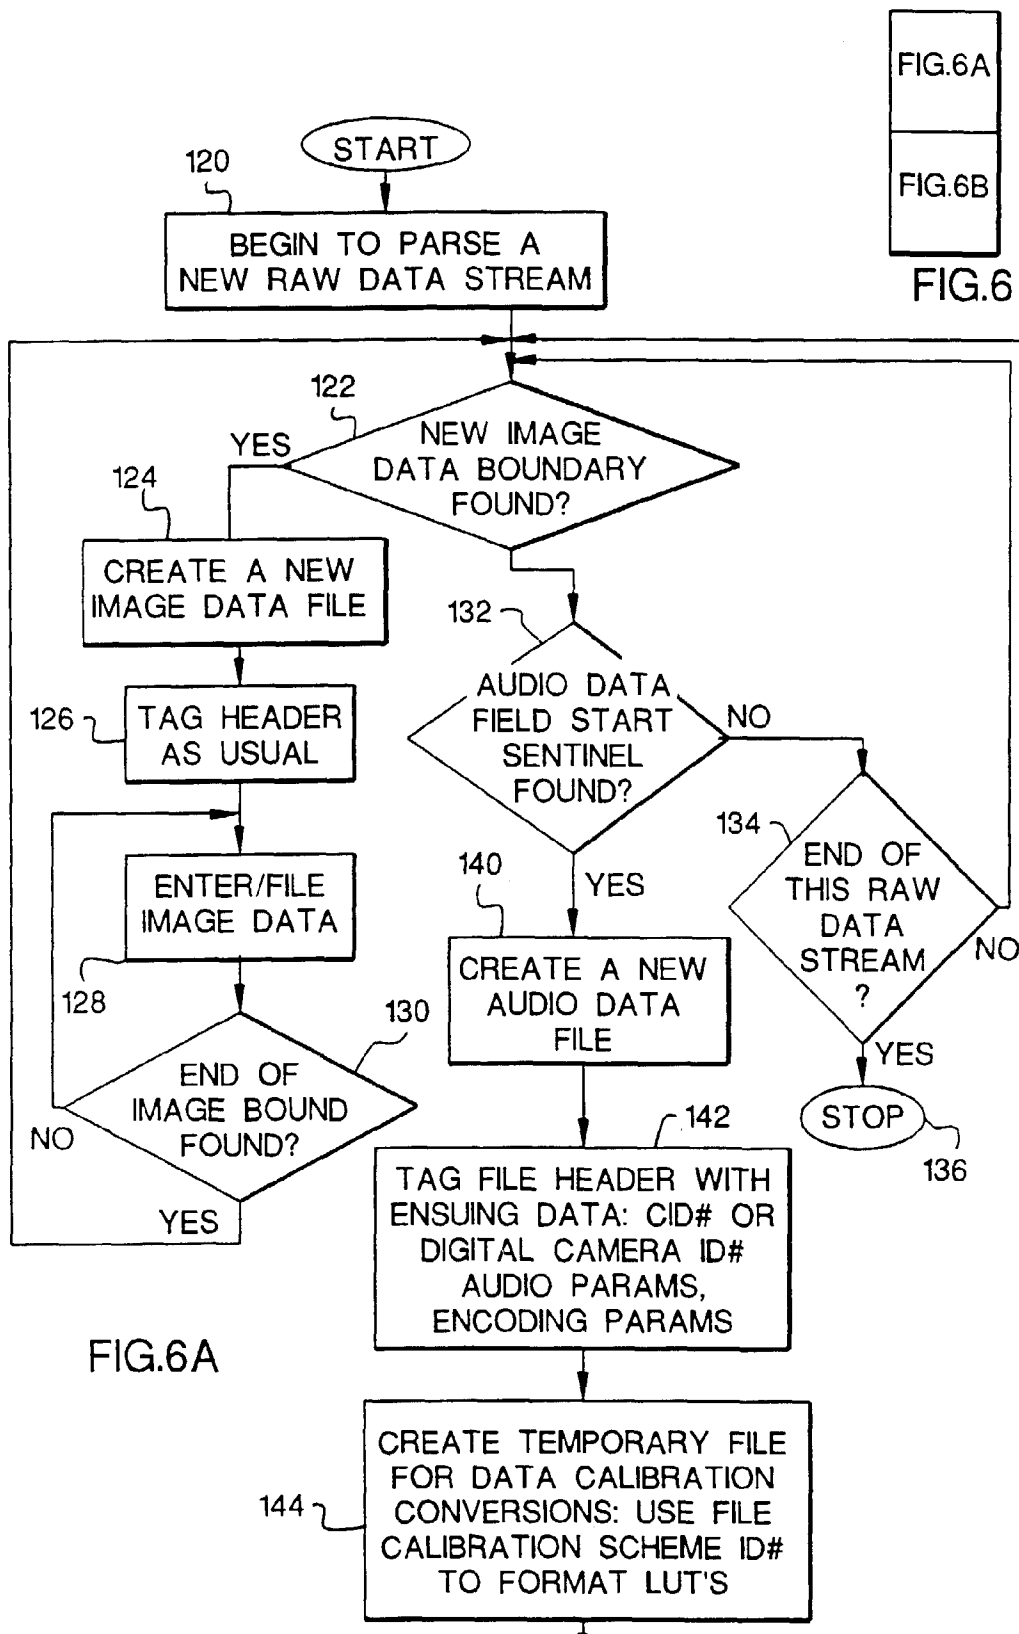 FIG.6A
FIG.6B
FIG.6
START
120
BEGIN TO PARSE A
NEW RAW DATA STREAM
122
NEW IMAGE
DATA BOUNDARY
FOUND?
YES
124
CREATE A NEW
IMAGE DATA FILE
126
TAG HEADER
AS USUAL
ENTER/FILE
IMAGE DATA
128
130
END OF
IMAGE BOUND
FOUND?
NO
YES
132
AUDIO DATA
FIELD START
SENTINEL
FOUND?
NO
YES
134
END OF
THIS RAW
DATA
STREAM
?
NO
YES
STOP
136
140
CREATE A NEW
AUDIO DATA
FILE
142
TAG FILE HEADER WITH
ENSUING DATA: CID# OR
DIGITAL CAMERA ID#
AUDIO PARAMS,
ENCODING PARAMS
FIG.6A
144
CREATE TEMPORARY FILE
FOR DATA CALIBRATION
CONVERSIONS: USE FILE
CALIBRATION SCHEME ID#
TO FORMAT LUT'S